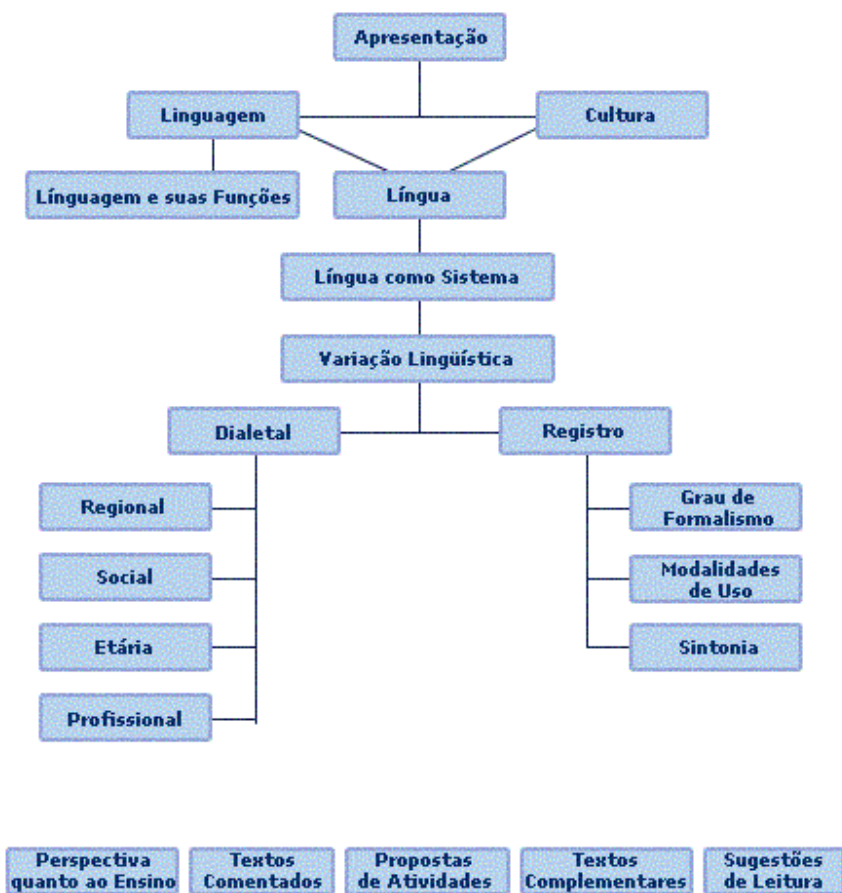 Apresentação
Linguagem
Cultura
Línguagem e suas Funções
Língua
Língua como Sistema
Variação Lingüística
Dialetal
Registro
Regional
Social
Etária
Profissional
Grau de
Formalismo
Modalidades
de Uso
Sintonia
Perspectiva
quanto ao Ensino
Textos
Comentados
Propostas
de Atividades
Textos
Complementares
Sugestões
de Leitura